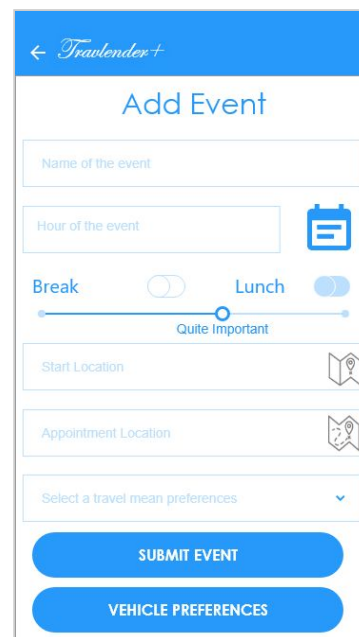 Travlender+
Add Event
Name of the event
Hour of the event
Break Lunch
Quite Important
Start Location
Appointment Location
Select a travel mean preferences
SUBMIT EVENT
VEHICLE PREFERENCES